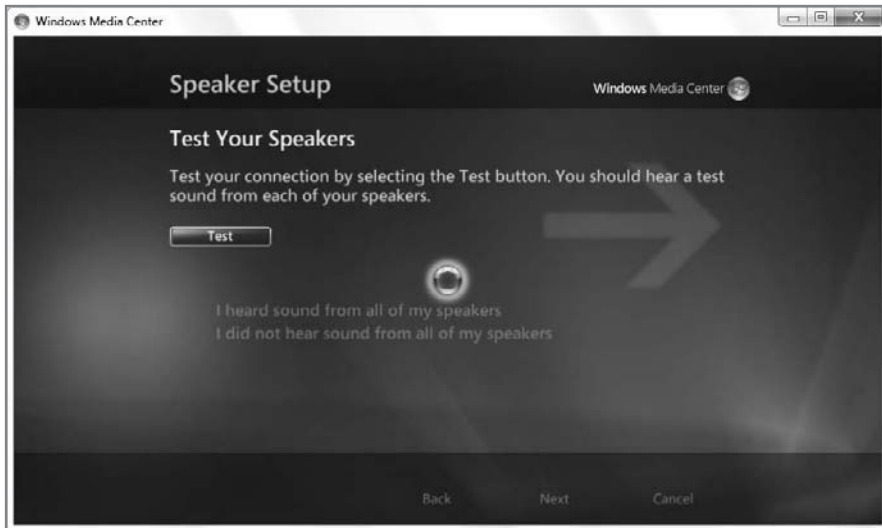 Windows Media Center
Speaker Setup
Windows Media Center
Test Your Speakers
Test your connection by selecting the Test button. You should hear a test
sound from each of your speakers.
Test
I heard sound from all of my speakers
I did not hear sound from all of my speakers
Back Next Cancel